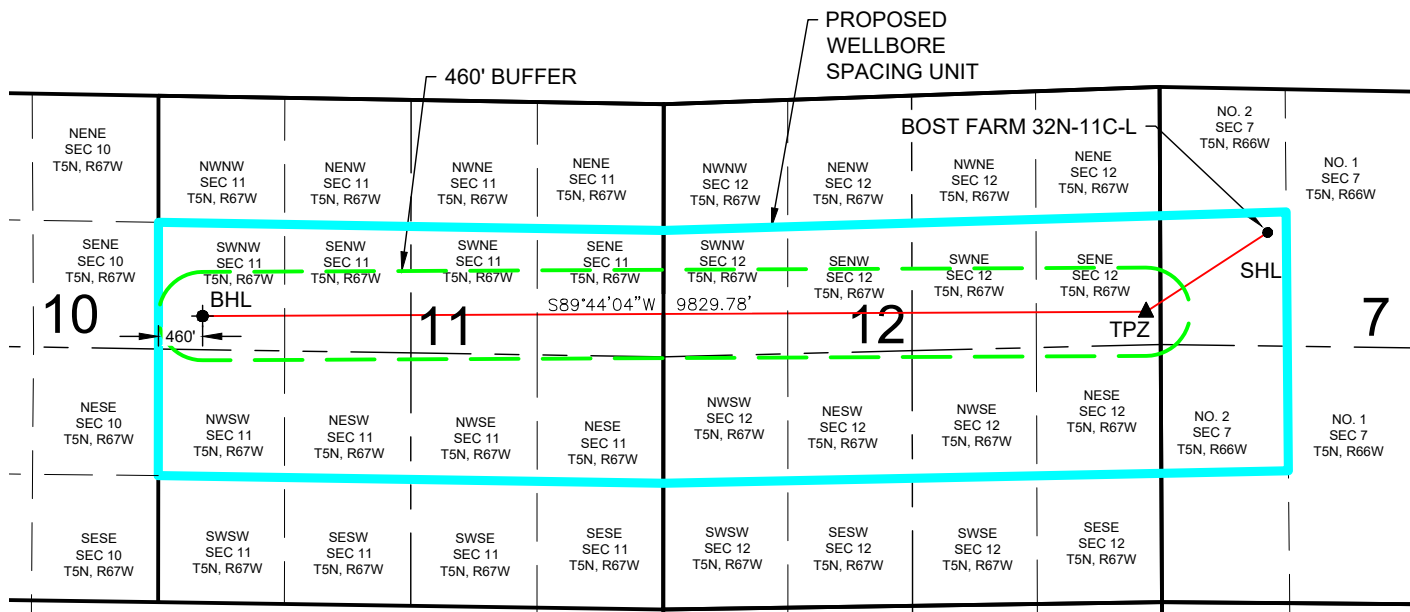 PROPOSED
WELLBORE
SPACING UNIT
460' BUFFER
BOST FARM 32N-11C-L
NENE
SEC 10
T5N, R67W
NWNW
SEC 11
T5N, R67W
NENW
SEC 11
T5N, R67W
NWNE
SEC 11
T5N, R67W
NENE
SEC 11
T5N, R67W
NWNW
SEC 12
T5N, R67W
NENW
SEC 12
T5N, R67W
NWNE
SEC 12
T5N, R67W
NENE
SEC 12
T5N, R67W
NO. 2
SEC 7
T5N, R66W
NO. 1
SEC 7
T5N, R66W
SENE
SEC 10
T5N, R67W
SWNW
SEC 11
T5N, R67W
SENW
SEC 11
T5N, R67W
SWNE
SEC 11
T5N, R67W
SENE
SEC 11
T5N, R67W
SWNW
SEC 12
T5N, R67W
SENW
SEC 12
T5N, R67W
SWNE
SEC 12
T5N, R67W
SENE
SEC 12
T5N, R67W
SHL
BHL
S89°44'04"W 9829.78'
TPZ
10
11
12
7
460'
NESE
SEC 10
T5N, R67W
NWSW
SEC 11
T5N, R67W
NESW
SEC 11
T5N, R67W
NWSE
SEC 11
T5N, R67W
NESE
SEC 11
T5N, R67W
NWSW
SEC 12
T5N, R67W
NESW
SEC 12
T5N, R67W
NWSE
SEC 12
T5N, R67W
NESE
SEC 12
T5N, R67W
NO. 2
SEC 7
T5N, R66W
NO. 1
SEC 7
T5N, R66W
SESE
SEC 10
T5N, R67W
SWSW
SEC 11
T5N, R67W
SESW
SEC 11
T5N, R67W
SWSE
SEC 11
T5N, R67W
SESE
SEC 11
T5N, R67W
SWSW
SEC 12
T5N, R67W
SESW
SEC 12
T5N, R67W
SWSE
SEC 12
T5N, R67W
SESE
SEC 12
T5N, R67W